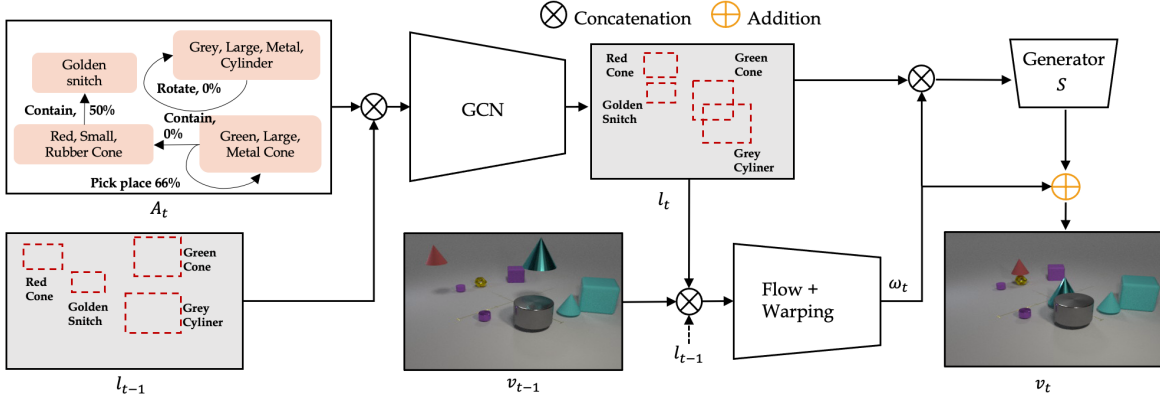 Concatenation
Addition
Golden
snitch
Grey, Large, Metal,
Cylinder
Rotate, 0%
Contain, 50%
Contain,
0%
Red, Small,
Rubber Cone
Green, Large,
Metal Cone
Pick place 66%
A_t
GCN
Red
Cone
Green
Cone
Golden
Snitch
Grey
Cyliner
l_t
Generator
S
Red
Cone
Golden
Snitch
Green
Cone
Grey
Cyliner
l_{t-1}
v_{t-1}
l_{t-1}
Flow +
Warping
ω_t
v_t